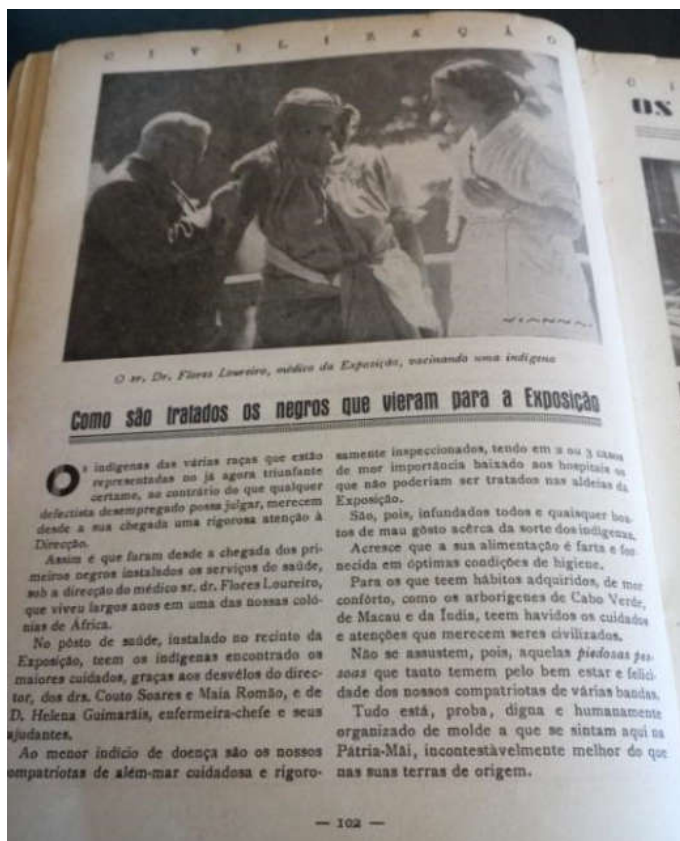 CIVILIZAÇÃO
VIANNA
O sr. Dr. Flores Loureiro, médico da Exposição, vacinando uma indígena
Como são tratados os negros que vieram para a Exposição
Os indígenas das várias raças que estão
representadas no já agora triunfante
certame, ao contrário do que qualquer
defectista desempregado possa julgar, merecem
desde a sua chegada uma rigorosa atenção à
Direcção.
Assim é que foram desde a chegada dos pri-
meiros negros instalados os serviços de saúde,
sob a direcção do médico sr. dr. Flores Loureiro,
que viveu largos anos em uma das nossas coló-
nias de África.
No pôsto de saúde, instalado no recinto da
Exposição, teem os indígenas encontrado os
maiores cuidados, graças aos desvêlos do direc-
tor, dos drs. Couto Soares e Maia Romão, e de
D. Helena Guimarãis, enfermeira-chefe e seus
ajudantes.
Ao menor indício de doença são os nossos
ompatriotas de além-mar cuidadosa e rigoro-
samente inspeccionados, tendo em 2 ou 3 casos
de mor importância baixado aos hospitais os
que não poderiam ser tratados nas aldeias da
Exposição.
São, pois, infundados todos e quaisquer boa-
tos de mau gôsto acêrca da sorte dos indígenas.
Acresce que a sua alimentação é farta e for-
necida em óptimas condições de higiene.
Para os que teem hábitos adquiridos, de mor
confôrto, como os arborígenes de Cabo Verde,
de Macau e da Índia, teem havidos os cuidados
e atenções que merecem seres civilizados.
Não se assustem, pois, aquelas piedosas pes-
soas que tanto temem pelo bem estar e felici-
dade dos nossos compatriotas de várias bandas.
Tudo está, proba, digna e humanamente
organizado de molde a que se sintam aqui na
Pátria-Mãi, incontestàvelmente melhor do que
nas suas terras de origem.
— 102 —
C I
OS